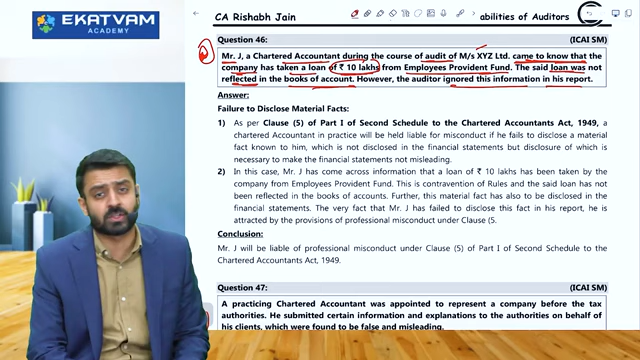 EKATVAM
ACADEMY
CA Rishabh Jain
abilities of Auditors
Question 46:
(ICAI SM)
Mr. J, a Chartered Accountant during the course of audit of M/s XYZ Ltd. came to know that the
company has taken a loan of ₹ 10 lakhs from Employees Provident Fund. The said loan was not
reflected in the books of account. However, the auditor ignored this information in his report.
Answer:
Failure to Disclose Material Facts:
1) As per Clause (5) of Part I of Second Schedule to the Chartered Accountants Act, 1949, a
chartered Accountant in practice will be held liable for misconduct if he fails to disclose a material
fact known to him, which is not disclosed in the financial statements but disclosure of which is
necessary to make the financial statements not misleading.
2) In this case, Mr. J has come across information that a loan of ₹ 10 lakhs has been taken by the
company from Employees Provident Fund. This is contravention of Rules and the said loan has not
been reflected in the books of accounts. Further, this material fact has also to be disclosed in the
financial statements. The very fact that Mr. J has failed to disclose this fact in his report, he is
attracted by the provisions of professional misconduct under Clause (5.
Conclusion:
Mr. J will be liable of professional misconduct under Clause (5) of Part I of Second Schedule to the
Chartered Accountants Act, 1949.
Question 47:
(ICAI SM)
A practicing Chartered Accountant was appointed to represent a company before the tax
authorities. He submitted certain information and explanations to the authorities on behalf of
his clients, which were found to be false and misleading.